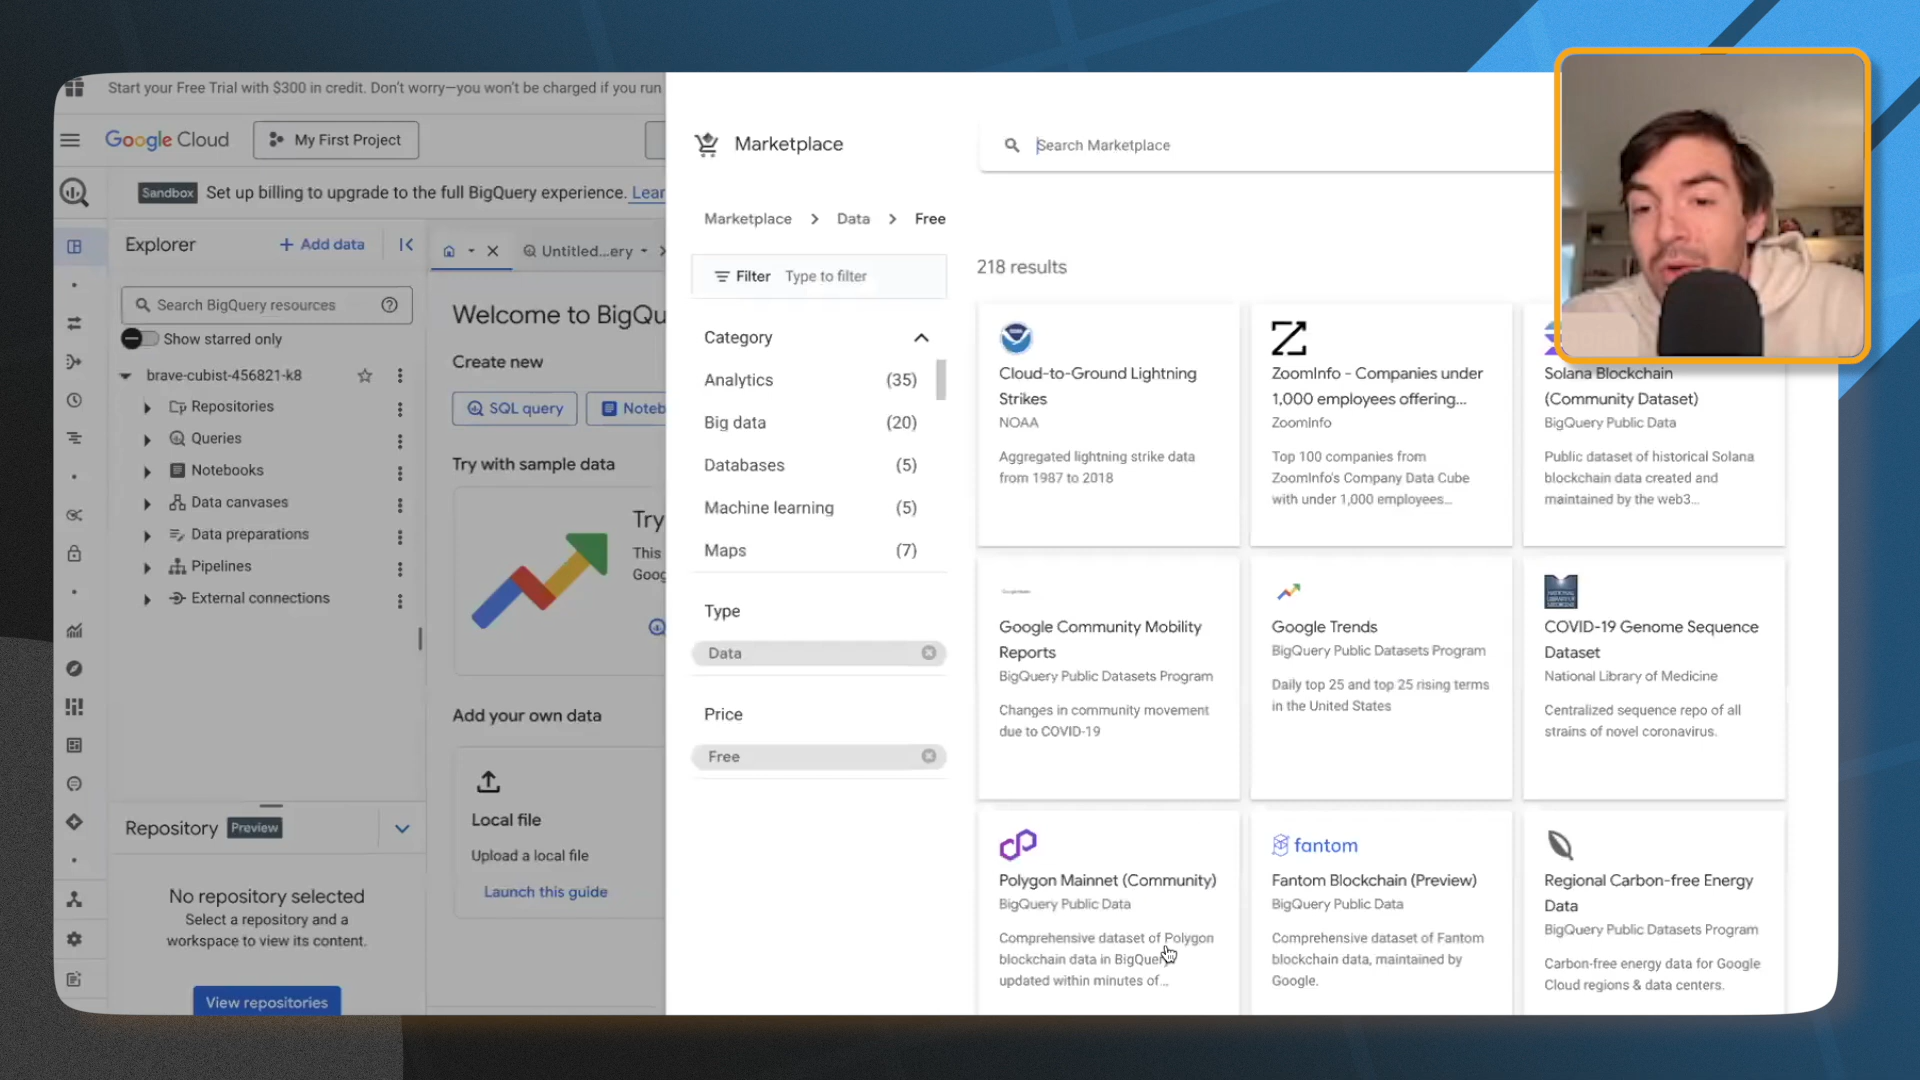 Start your Free Trial with $300 in credit. Don't worry—you won't be charged if you run
Google Cloud
My First Project
Sandbox
Set up billing to upgrade to the full BigQuery experience. Lear
Explorer
+ Add data
Search BigQuery resources
Show starred only
brave-cubist-456821-k8
Repositories
Queries
Notebooks
Data canvases
Data preparations
Pipelines
External connections
Repository
Preview
No repository selected
Select a repository and a
workspace to view its content.
View repositories
Untitled...ery
Welcome to BigQu
Create new
SQL query
Noteb
Try with sample data
Try
This
Goog
Add your own data
Local file
Upload a local file
Launch this guide
Marketplace
Search Marketplace
Marketplace > Data > Free
Filter Type to filter
Category
Analytics (35)
Big data (20)
Databases (5)
Machine learning (5)
Maps (7)
Type
Data
Price
Free
218 results
Cloud-to-Ground Lightning
Strikes
NOAA
Aggregated lightning strike data
from 1987 to 2018
ZoomInfo - Companies under
1,000 employees offering...
ZoomInfo
Top 100 companies from
ZoomInfo's Company Data Cube
with under 1,000 employees...
Solana Blockchain
(Community Dataset)
BigQuery Public Data
Public dataset of historical Solana
blockchain data created and
maintained by the web3...
Google Community Mobility
Reports
BigQuery Public Datasets Program
Changes in community movement
due to COVID-19
Google Trends
BigQuery Public Datasets Program
Daily top 25 and top 25 rising terms
in the United States
NATIONAL
LIBRARY OF
MEDICINE
COVID-19 Genome Sequence
Dataset
National Library of Medicine
Centralized sequence repo of all
strains of novel coronavirus.
Polygon Mainnet (Community)
BigQuery Public Data
Comprehensive dataset of Polygon
blockchain data in BigQuery
updated within minutes of...
fantom
Fantom Blockchain (Preview)
BigQuery Public Data
Comprehensive dataset of Fantom
blockchain data, maintained by
Google.
Regional Carbon-free Energy
Data
BigQuery Public Datasets Program
Carbon-free energy data for Google
Cloud regions & data centers.